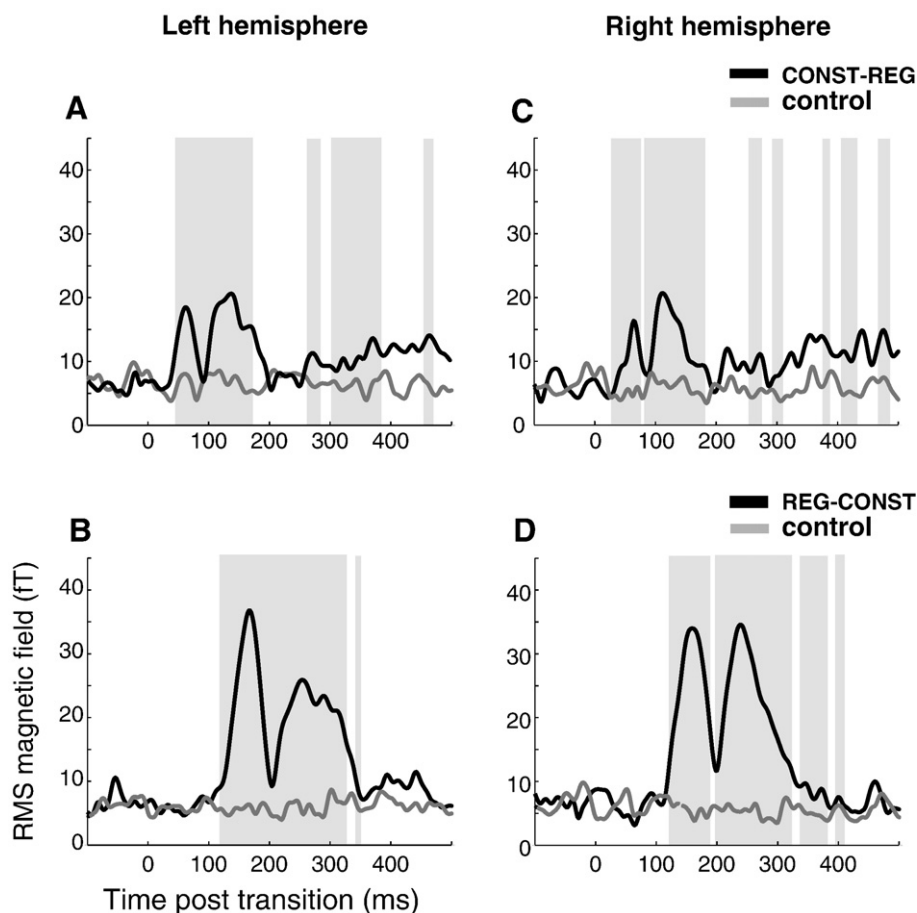 Left hemisphere
Right hemisphere
CONST-REG
control
A
C
40
30
20
10
0
0 100 200 300 400
40
30
20
10
0
0 100 200 300 400
REG-CONST
control
B
D
RMS magnetic field (fT)
40
30
20
10
0
0 100 200 300 400
Time post transition (ms)
40
30
20
10
0
0 100 200 300 400